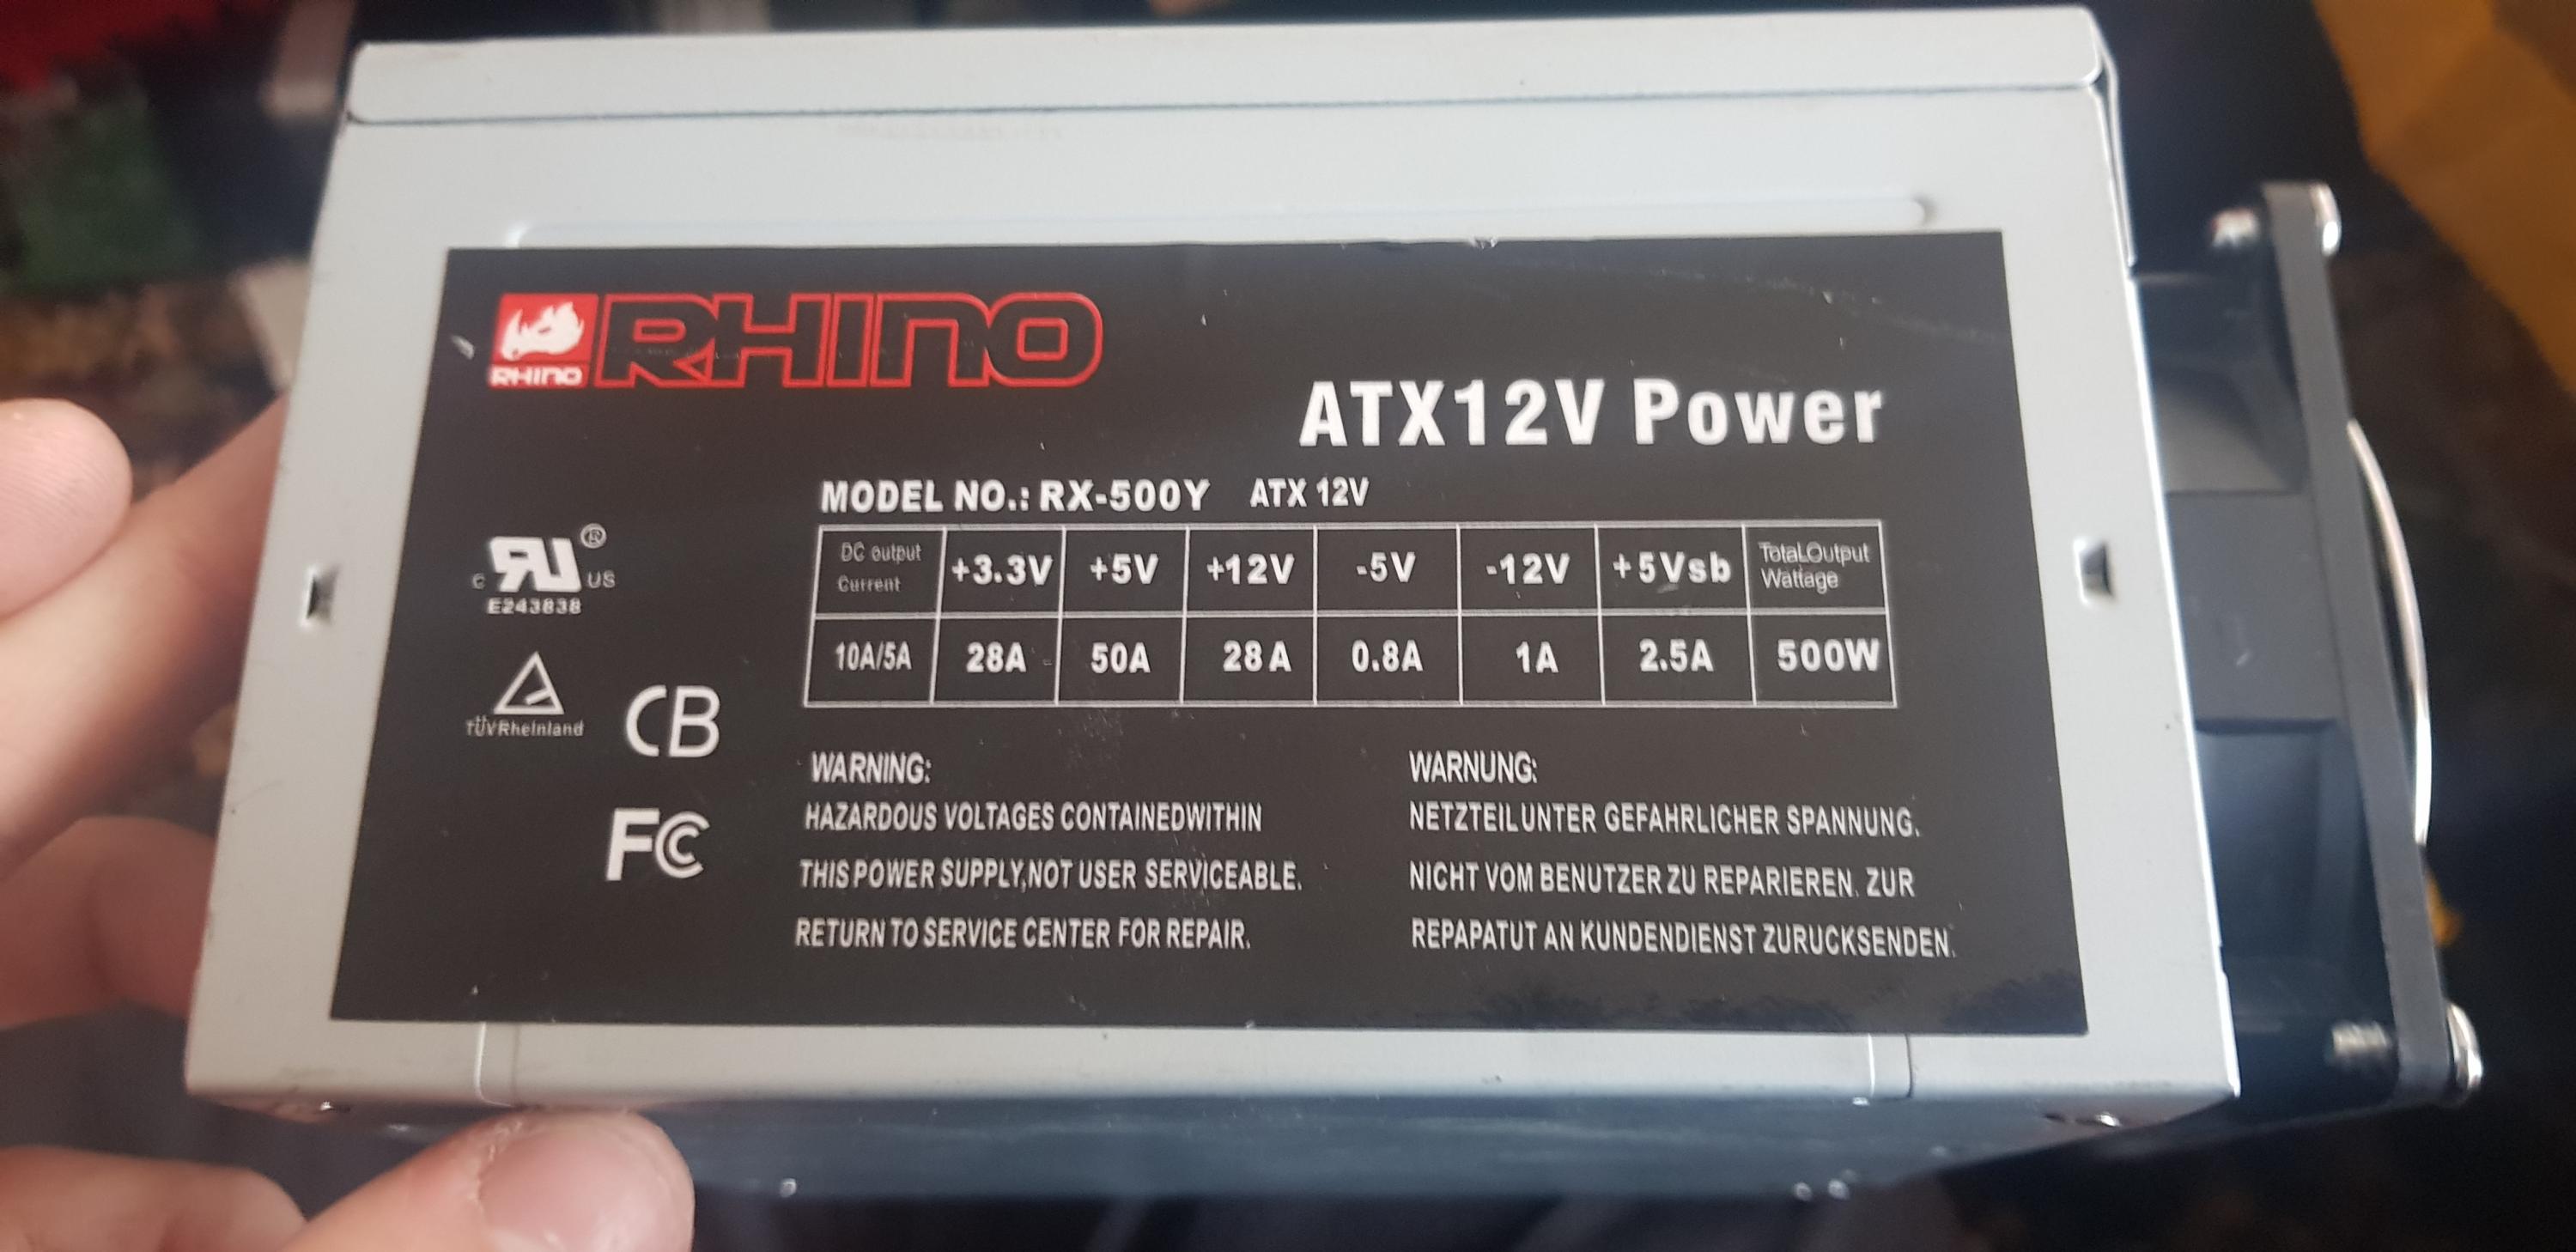 RHINO
RHINO
ATX12V Power
MODEL NO.: RX-500Y ATX 12V
DC output Current +3.3V +5V +12V -5V -12V +5Vsb TotaLOutput Wattage
10A/5A 28A 50A 28A 0.8A 1A 2.5A 500W
C RU ® US
E243838
TÜVRheinland
CB
FC
WARNING:
HAZARDOUS VOLTAGES CONTAINEDWITHIN
THIS POWER SUPPLY,NOT USER SERVICEABLE.
RETURN TO SERVICE CENTER FOR REPAIR.
WARNUNG:
NETZTEILUNTER GEFAHRLICHER SPANNUNG.
NICHT VOM BENUTZER ZU REPARIEREN. ZUR
REPAPATUT AN KUNDENDIENST ZURUCKSENDEN.